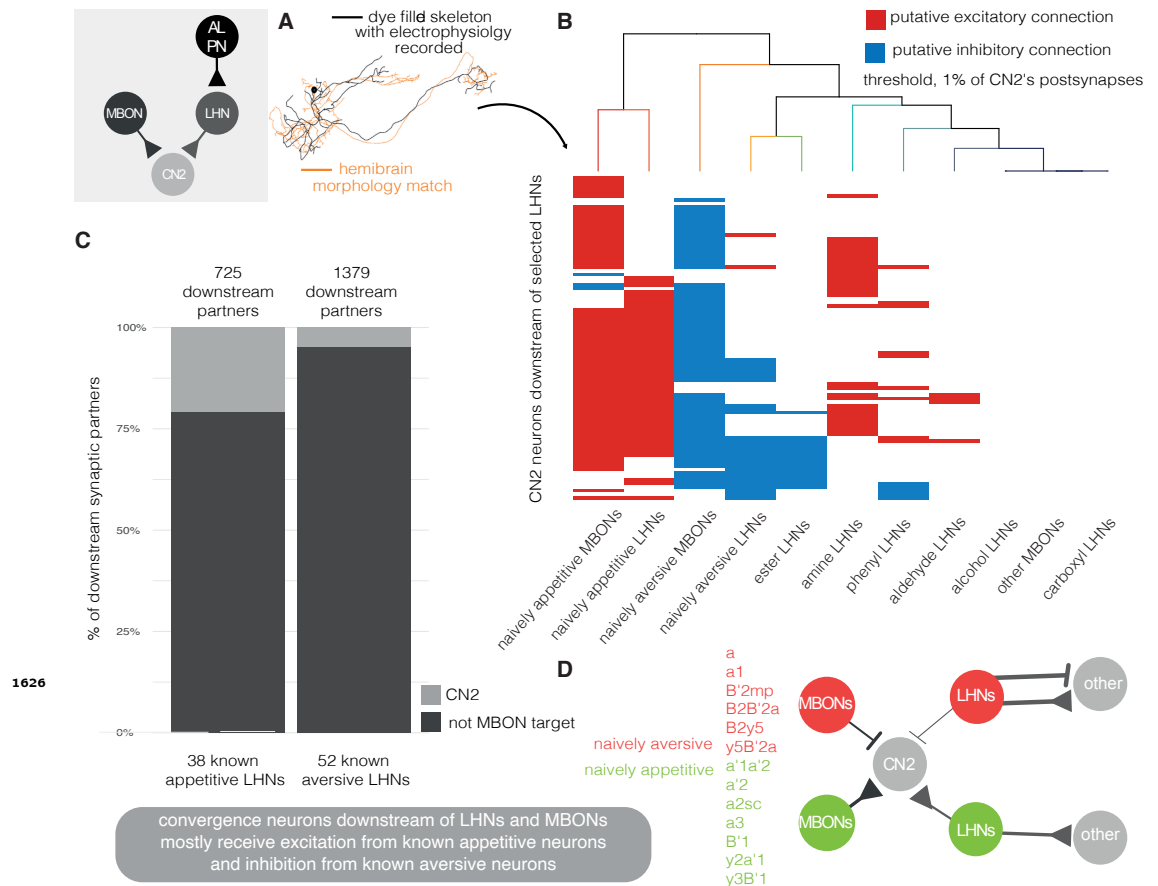 A
AL
PN
MBON
LHN
CN2
dye filld skeleton
with electrophysiolgy
recorded
hemibrain
morphology match
B
putative excitatory connection
putative inhibitory connection
threshold, 1% of CN2's postsynapses
CN2 neurons downstream of selected LHNs
naively appetitive MBONs
naively appetitive LHNs
naively aversive MBONs
naively aversive LHNs
ester LHNs
amine LHNs
phenyl LHNs
aldehyde LHNs
alcohol LHNs
other MBONs
carboxyl LHNs
C
725
downstream
partners
1379
downstream
partners
% of downstream synaptic partners
100%
75%
50%
25%
0%
CN2
not MBON target
38 known
appetitive LHNs
52 known
aversive LHNs
1626
convergence neurons downstream of LHNs and MBONs
mostly receive excitation from known appetitive neurons
and inhibition from known aversive neurons
D
naively aversive
naively appetitive
a
a1
B'2mp
B2B'2a
B2y5
y5B'2a
a'1a'2
a'2
a2sc
a3
B'1
y2a'1
y3B'1
MBONs
LHNs
other
CN2
MBONs
LHNs
other